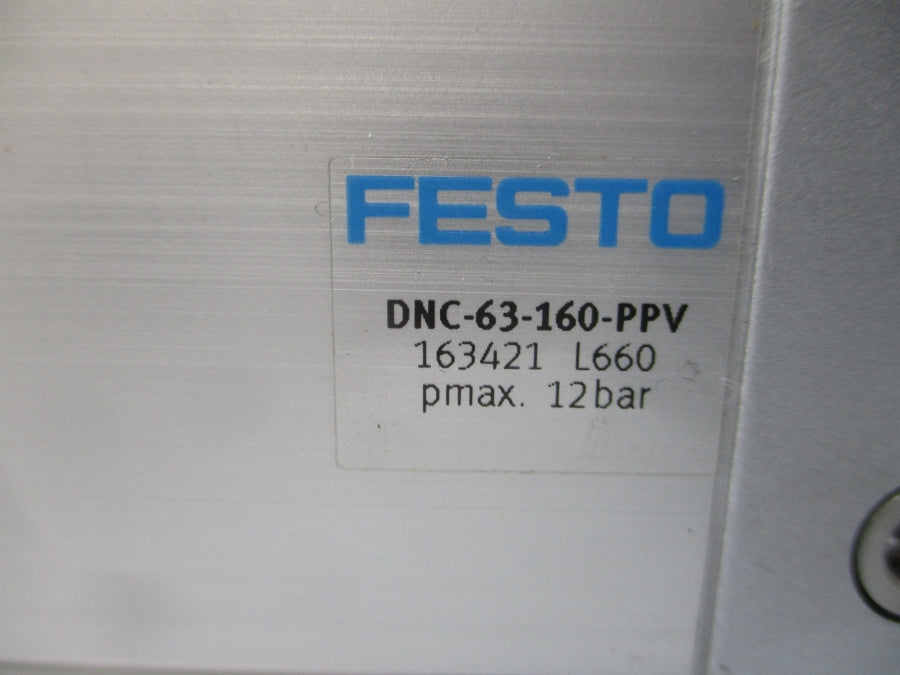 FESTO
DNC-63-160-PPV
163421 L660
pmax. 12bar